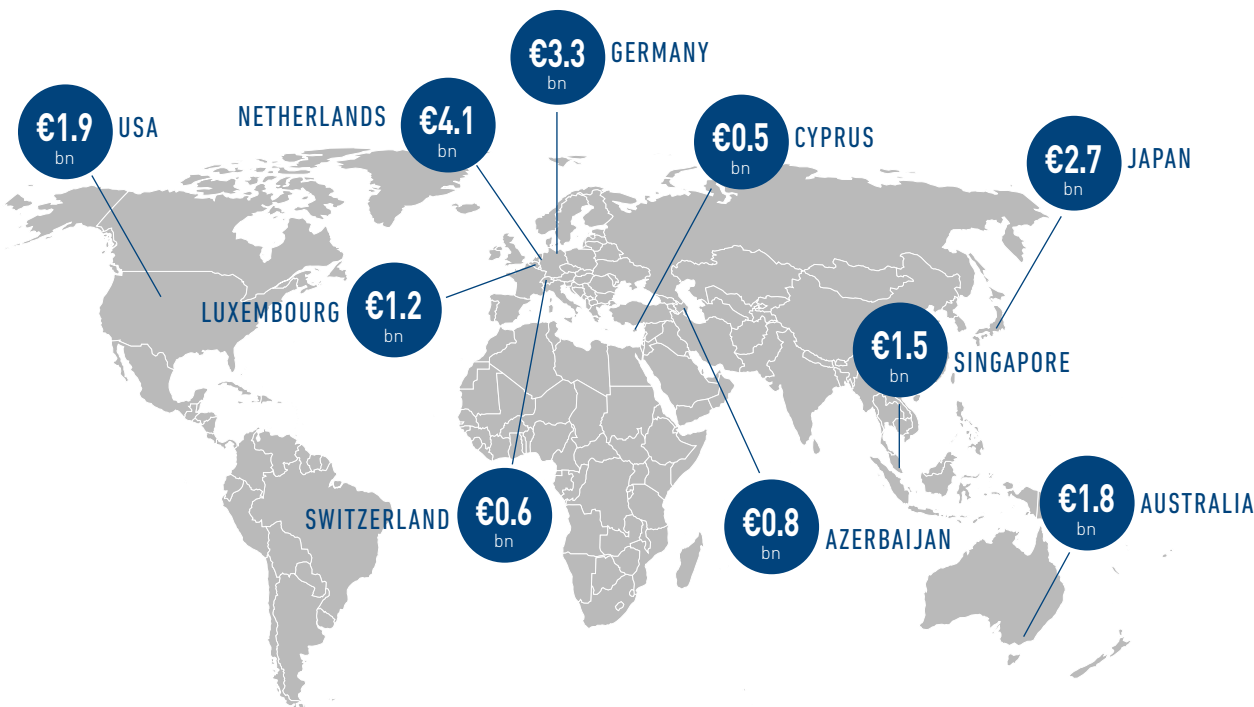 €3.3
bn
GERMANY
€1.9
bn
USA
NETHERLANDS
€4.1
bn
€0.5
bn
CYPRUS
€2.7
bn
JAPAN
LUXEMBOURG
€1.2
bn
€1.5
bn
SINGAPORE
SWITZERLAND
€0.6
bn
€0.8
bn
AZERBAIJAN
€1.8
bn
AUSTRALIA